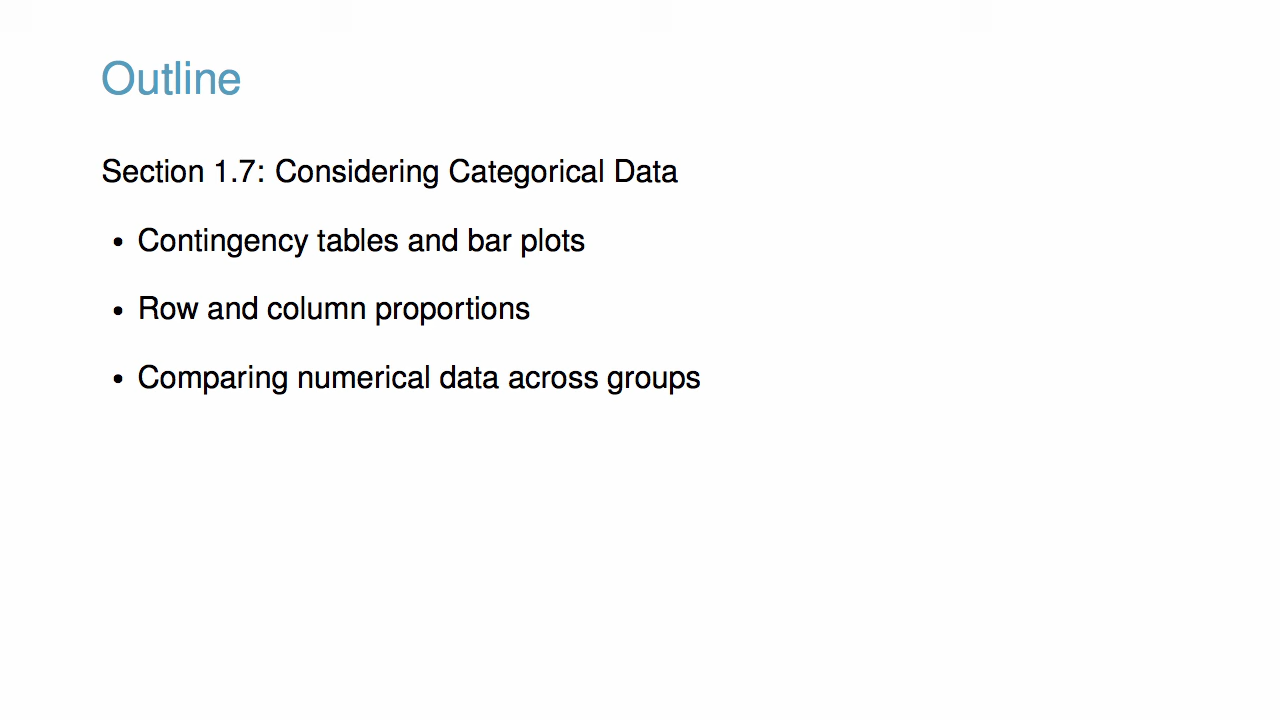 Outline
Section 1.7: Considering Categorical Data
• Contingency tables and bar plots
• Row and column proportions
• Comparing numerical data across groups